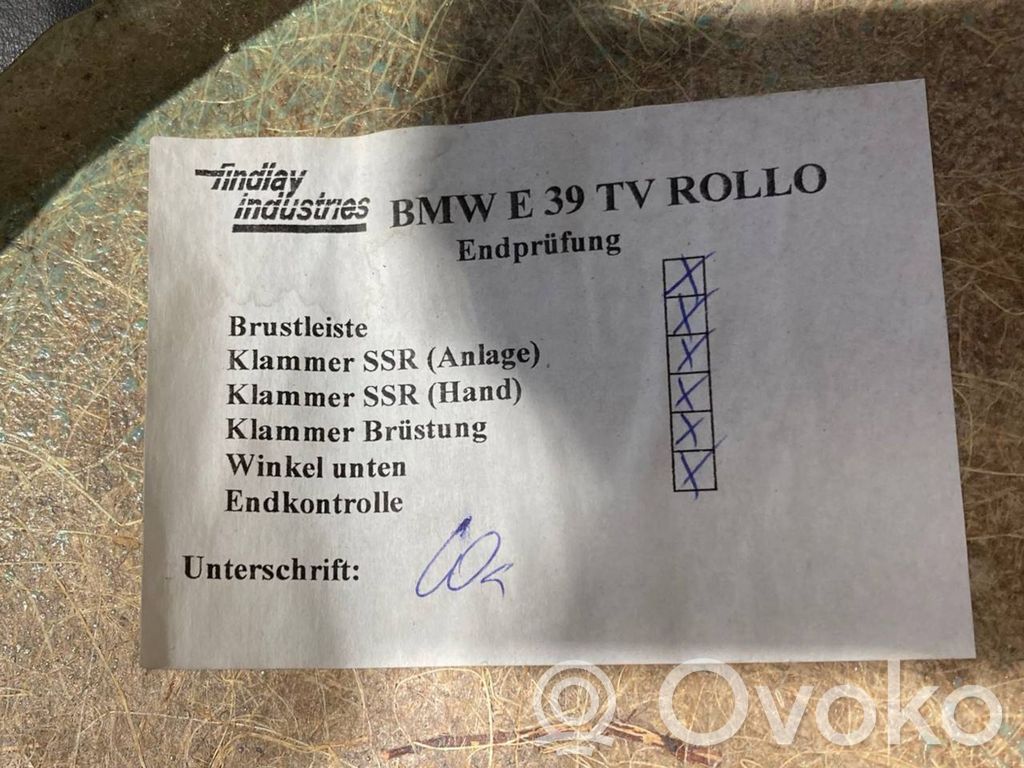 findlay
industries
BMW E 39 TV ROLLO
Endprüfung
Brustleiste
Klammer SSR (Anlage)
Klammer SSR (Hand)
Klammer Brüstung
Winkel unten
Endkontrolle
Unterschrift:
® Ovoko